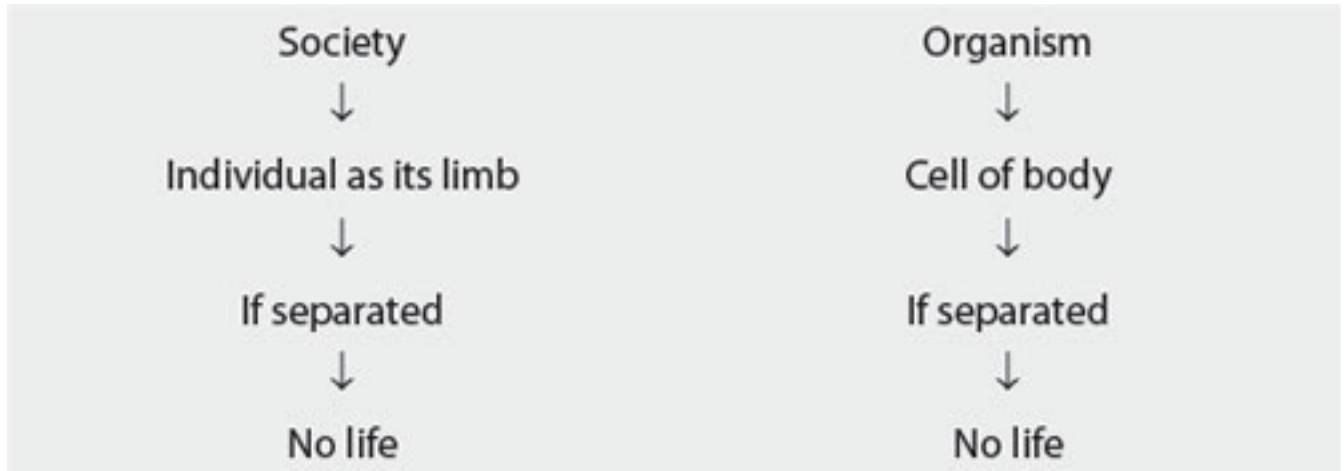 Society
↓
Individual as its limb
↓
If separated
↓
No life
Organism
↓
Cell of body
↓
If separated
↓
No life